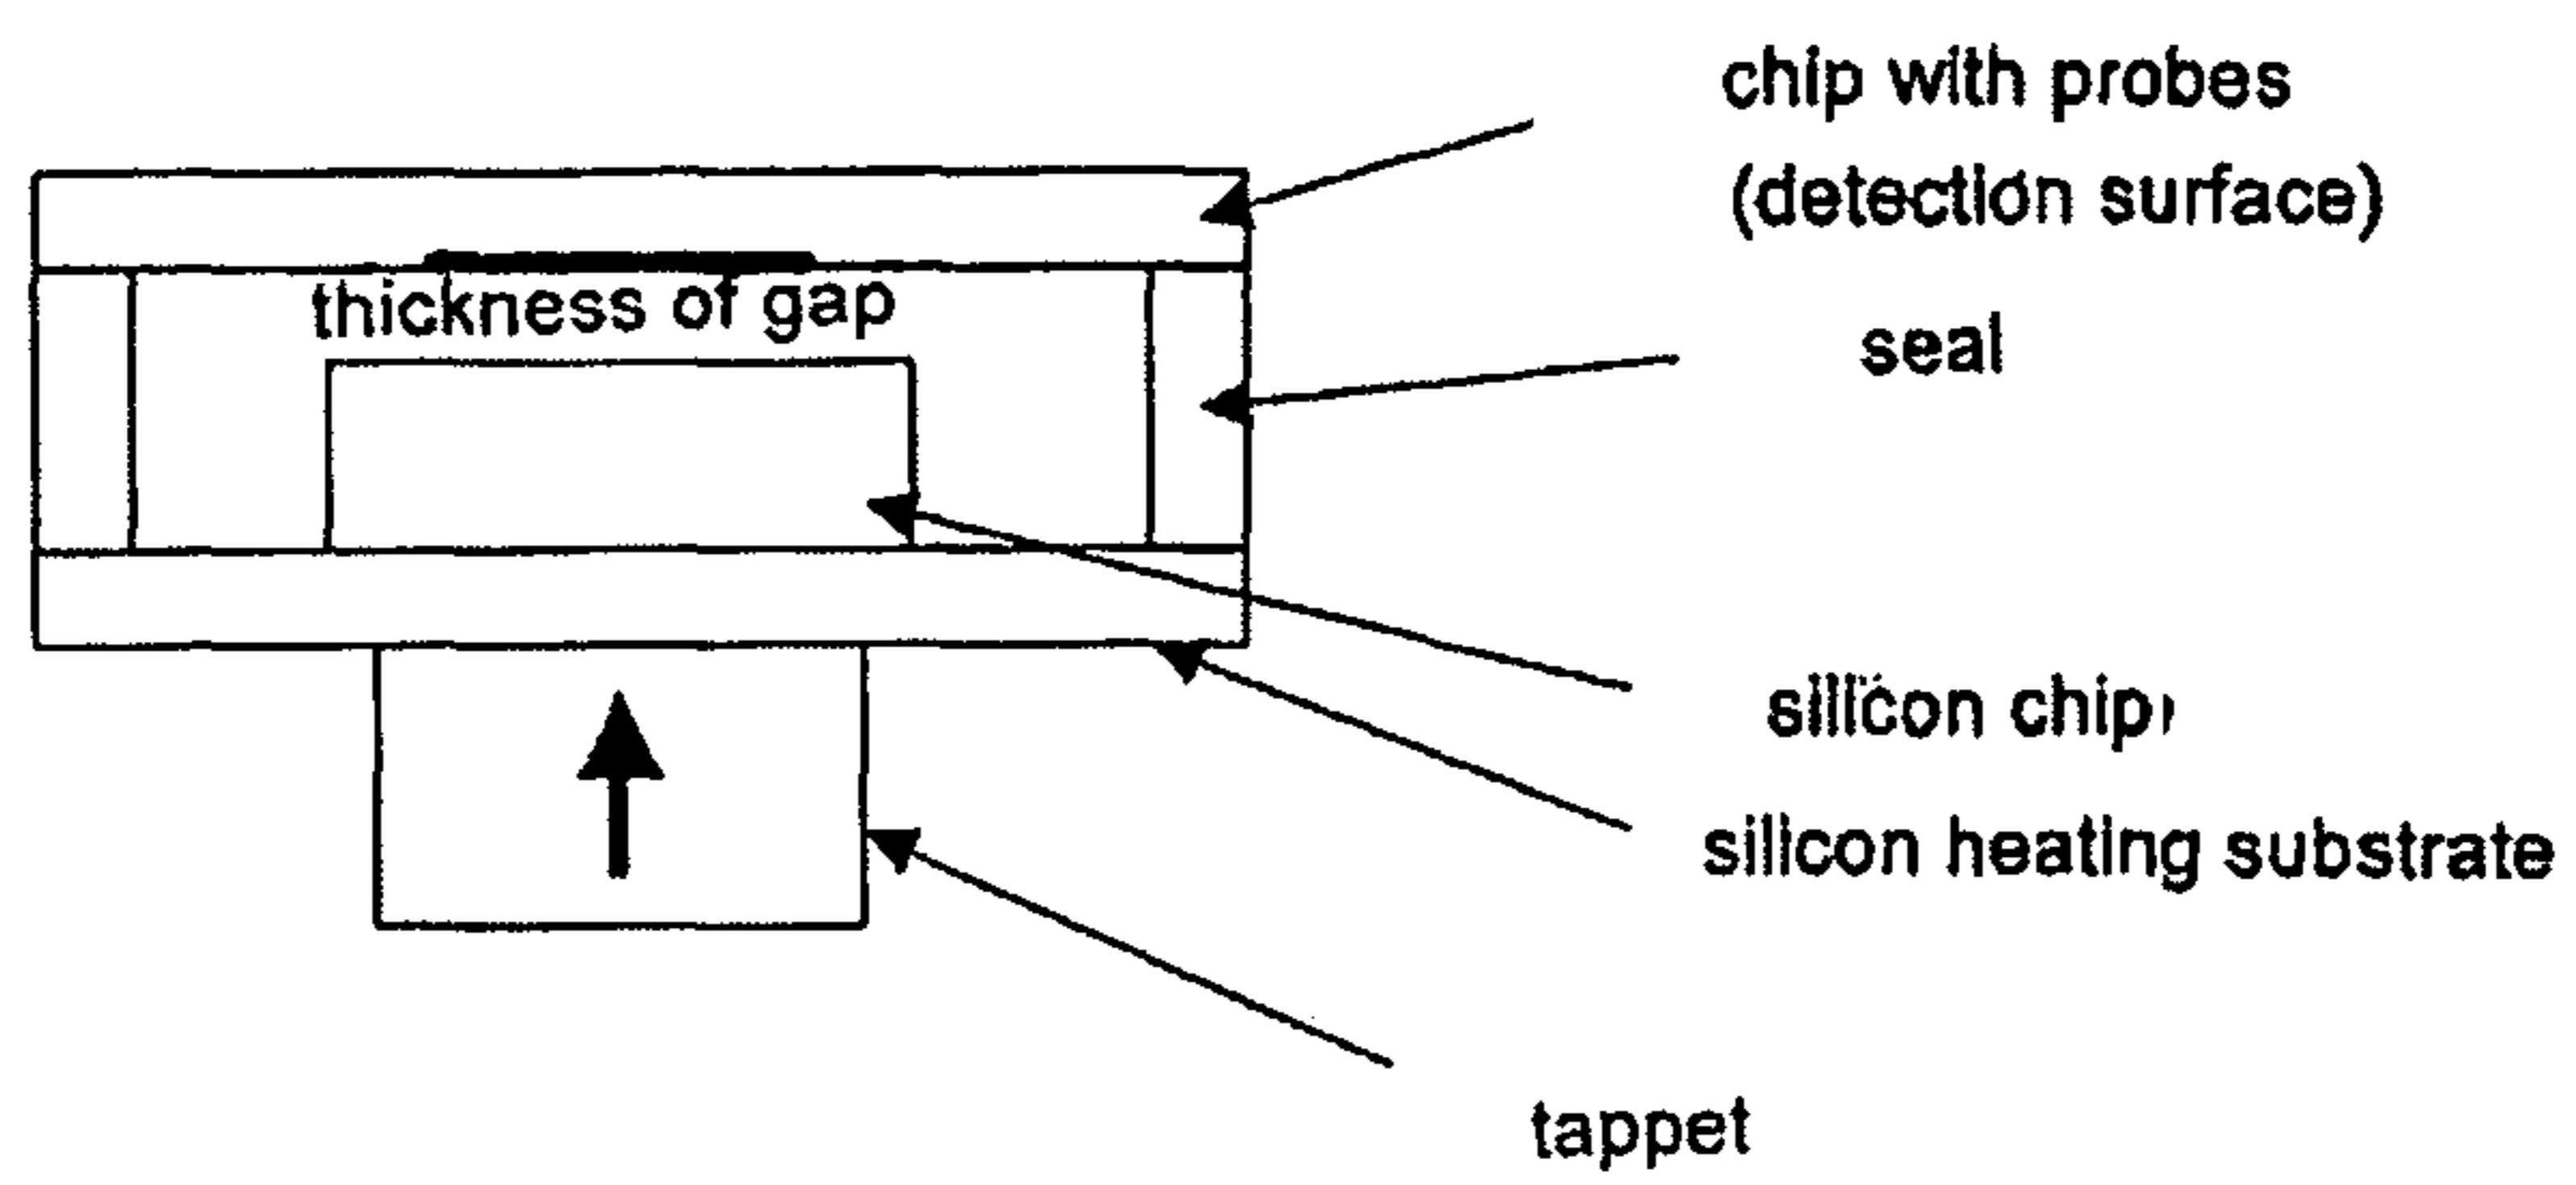 chip with probes
(detection surface)
thickness of gap
seal
silicon chip
silicon heating substrate
tappet